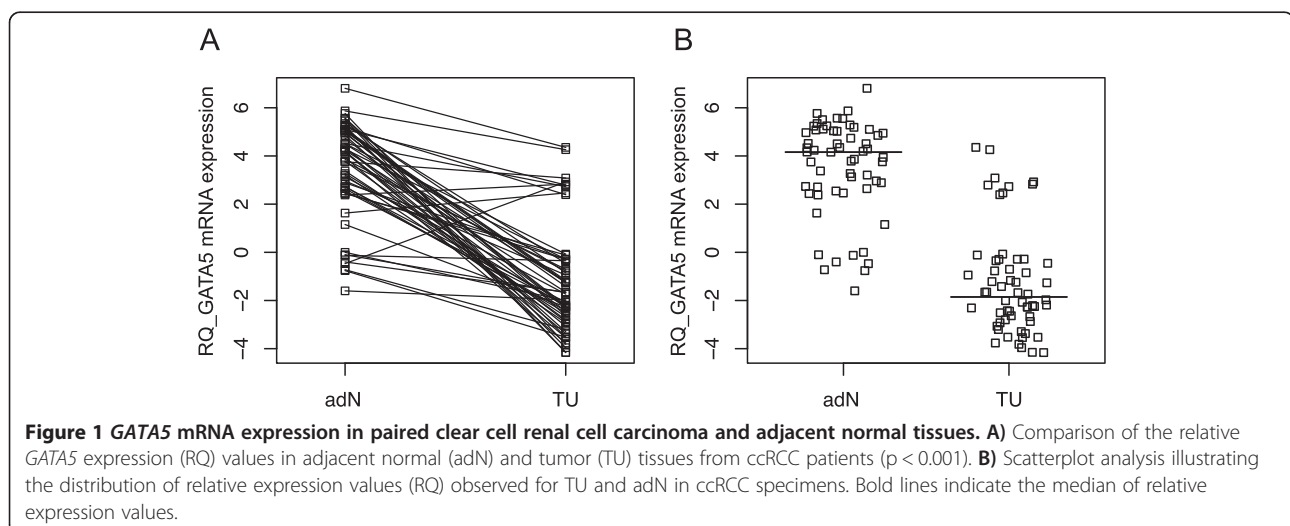 A
B
RQ_GATA5 mRNA expression
6
4
2
0
−2
−4
adN
TU
RQ_GATA5 mRNA expression
6
4
2
0
−2
−4
adN
TU
Figure 1 GATA5 mRNA expression in paired clear cell renal cell carcinoma and adjacent normal tissues. A) Comparison of the relative
GATA5 expression (RQ) values in adjacent normal (adN) and tumor (TU) tissues from ccRCC patients (p < 0.001). B) Scatterplot analysis illustrating
the distribution of relative expression values (RQ) observed for TU and adN in ccRCC specimens. Bold lines indicate the median of relative
expression values.